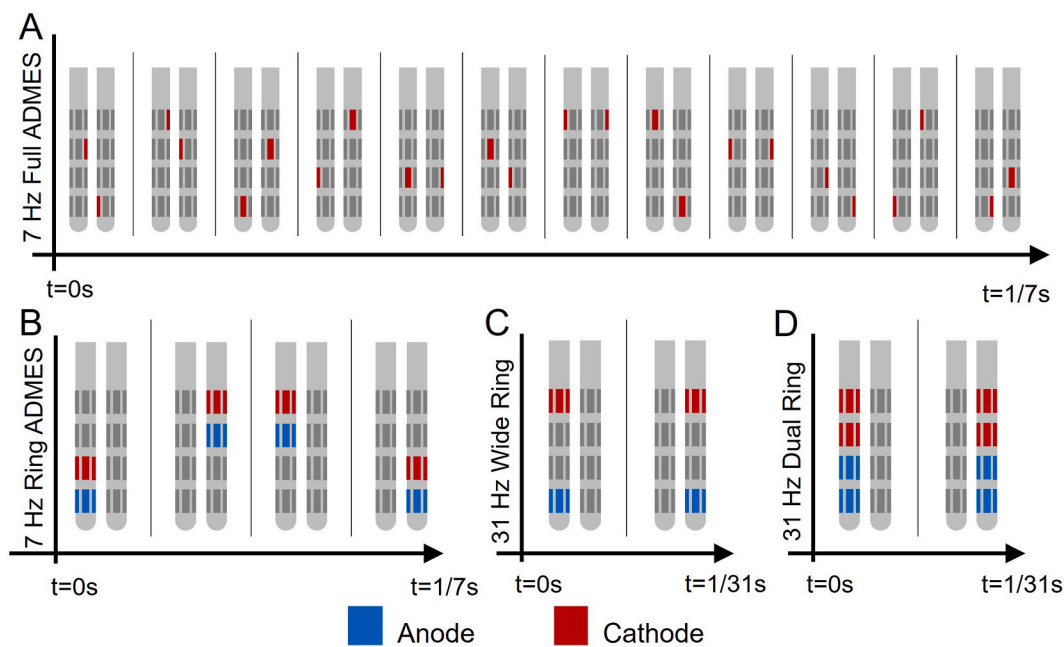 A
7 Hz Full ADMES
t=0s
t=1/7s
B
7 Hz Ring ADMES
t=0s
t=1/7s
C
31 Hz Wide Ring
t=0s
t=1/31s
D
31 Hz Dual Ring
t=0s
t=1/31s
Anode
Cathode